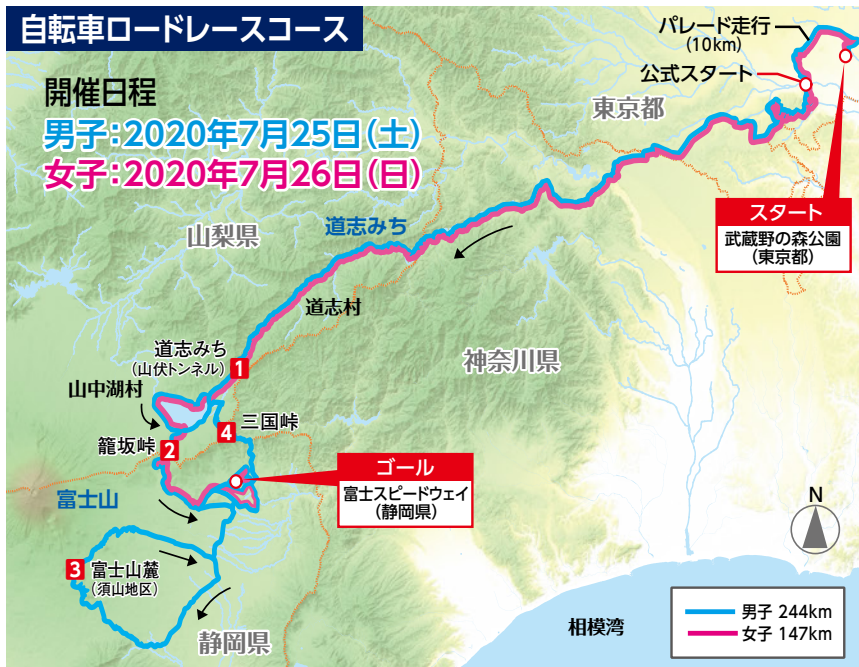 自転車ロードレースコース
開催日程
男子：2020年7月25日(土)
女子：2020年7月26日(日)
パレード走行
(10km)
公式スタート
東京都
スタート
武蔵野の森公園
(東京都)
山梨県
道志みち
道志村
神奈川県
道志みち
(山伏トンネル)
1
山中湖村
4
三国峠
籠坂峠
2
ゴール
富士スピードウェイ
(静岡県)
富士山
N
3
富士山麓
(須山地区)
静岡県
相模湾
男子 244km
女子 147km